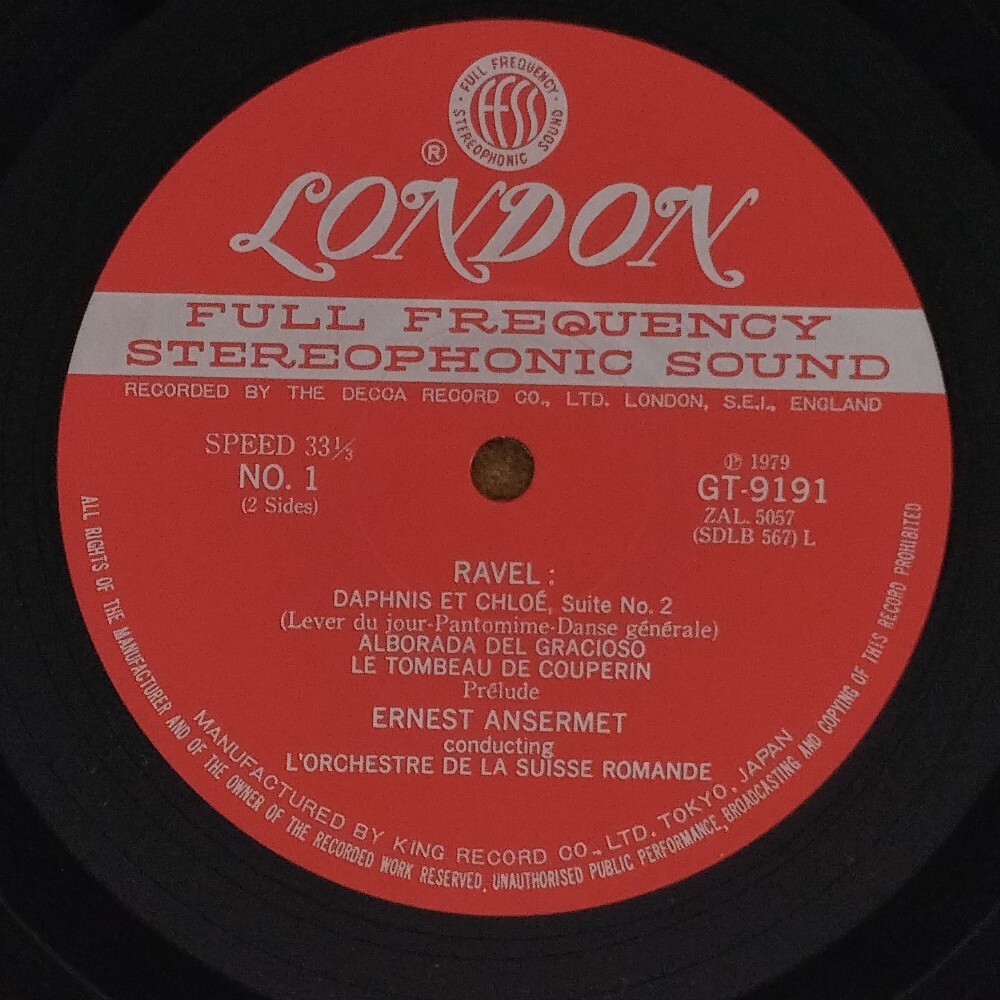 FULL FREQUENCY
FFSS
STEREOPHONIC SOUND
®
LONDON
FULL FREQUENCY
STEREOPHONIC SOUND
RECORDED BY THE DECCA RECORD CO., LTD. LONDON, S.E.I., ENGLAND
SPEED 33⅓
NO. 1
(2 Sides)
℗ 1979
GT-9191
ZAL. 5057
(SDLB 567) L
RAVEL :
DAPHNIS ET CHLOÉ, Suite No. 2
(Lever du jour-Pantomime-Danse générale)
ALBORADA DEL GRACIOSO
LE TOMBEAU DE COUPERIN
Prélude
ERNEST ANSERMET
conducting
L'ORCHESTRE DE LA SUISSE ROMANDE
MANUFACTURED BY KING RECORD CO., LTD. TOKYO, JAPAN
ALL RIGHTS OF THE MANUFACTURER AND OF THE OWNER OF THE RECORDED WORK RESERVED, UNAUTHORISED PUBLIC PERFORMANCE, BROADCASTING AND COPYING OF THIS RECORD PROHIBITED